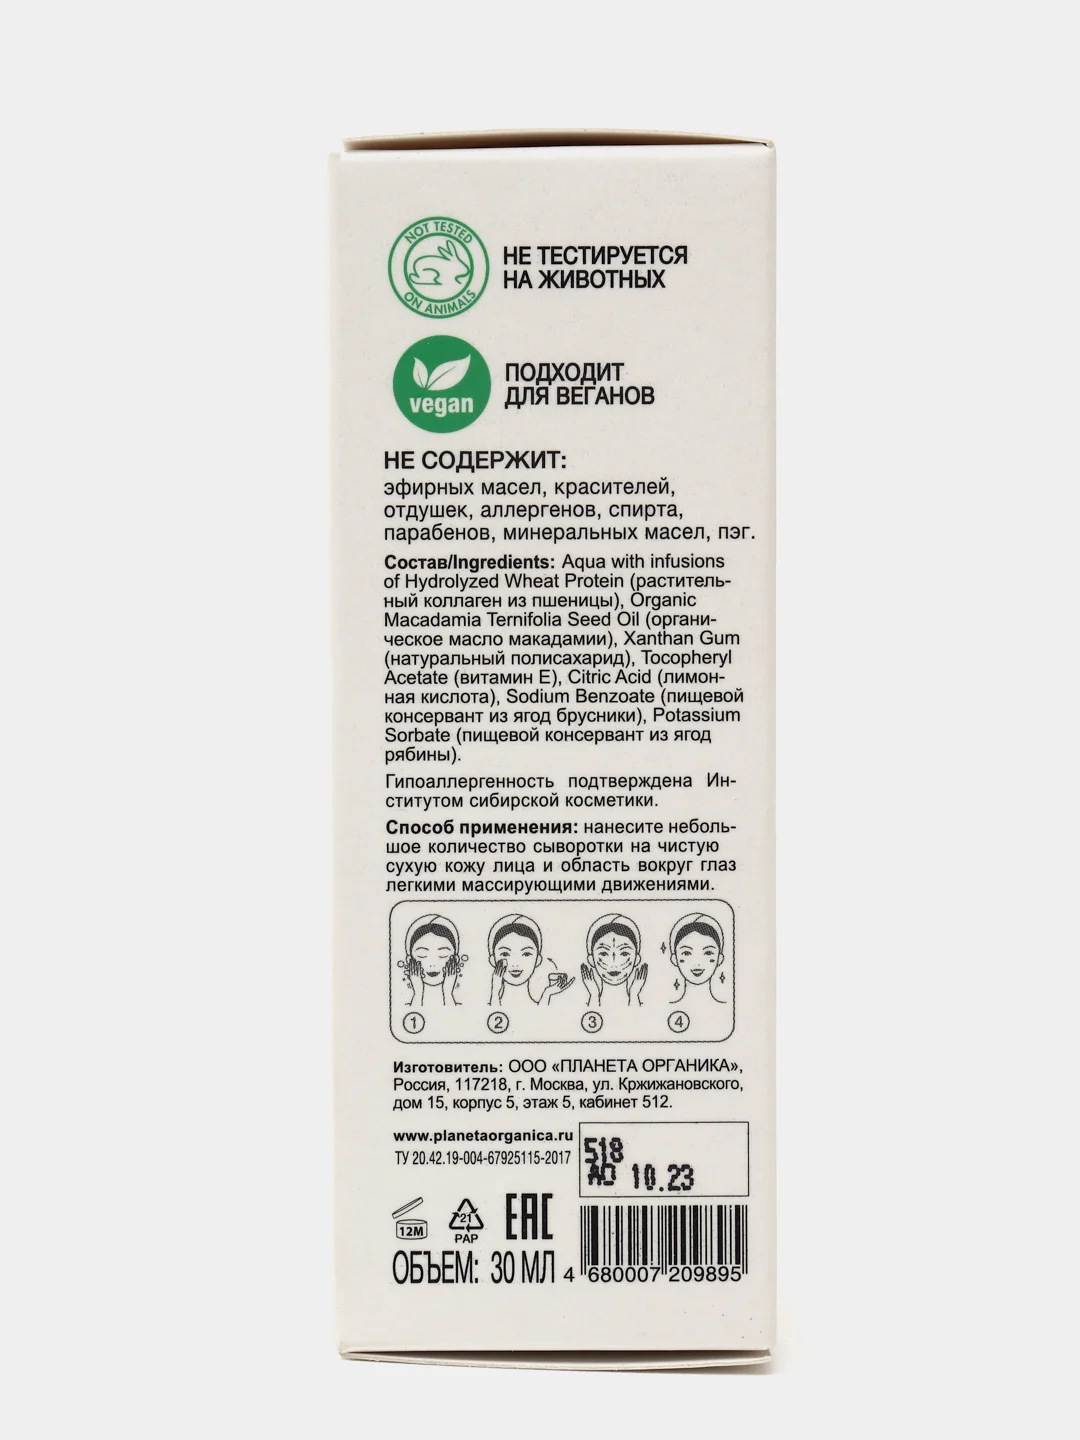 NOT TESTED
ON ANIMALS
НЕ ТЕСТИРУЕТСЯ
НА ЖИВОТНЫХ
vegan
ПОДХОДИТ
ДЛЯ ВЕГАНОВ
НЕ СОДЕРЖИТ:
эфирных масел, красителей,
отдушек, аллергенов, спирта,
парабенов, минеральных масел, пэг.
Состав/Ingredients: Aqua with infusions
of Hydrolyzed Wheat Protein (раститель-
ный коллаген из пшеницы), Organic
Macadamia Ternifolia Seed Oil (органи-
ческое масло макадамии), Xanthan Gum
(натуральный полисахарид), Tocopheryl
Acetate (витамин Е), Citric Acid (лимон-
ная кислота), Sodium Benzoate (пищевой
консервант из ягод брусники), Potassium
Sorbate (пищевой консервант из ягод
рябины).
Гипоаллергенность подтверждена Ин-
ститутом сибирской косметики.
Способ применения: нанесите неболь-
шое количество сыворотки на чистую
сухую кожу лица и область вокруг глаз
легкими массирующими движениями.
1 2 3 4
Изготовитель: ООО «ПЛАНЕТА ОРГАНИКА»,
Россия, 117218, г. Москва, ул. Кржижановского,
дом 15, корпус 5, этаж 5, кабинет 512.
www.planetaorganica.ru
ТУ 20.42.19-004-67925115-2017
518
ДО 10.23
12M
21
PAP
EAC
ОБЪЕМ: 30 МЛ
4 680007 209895